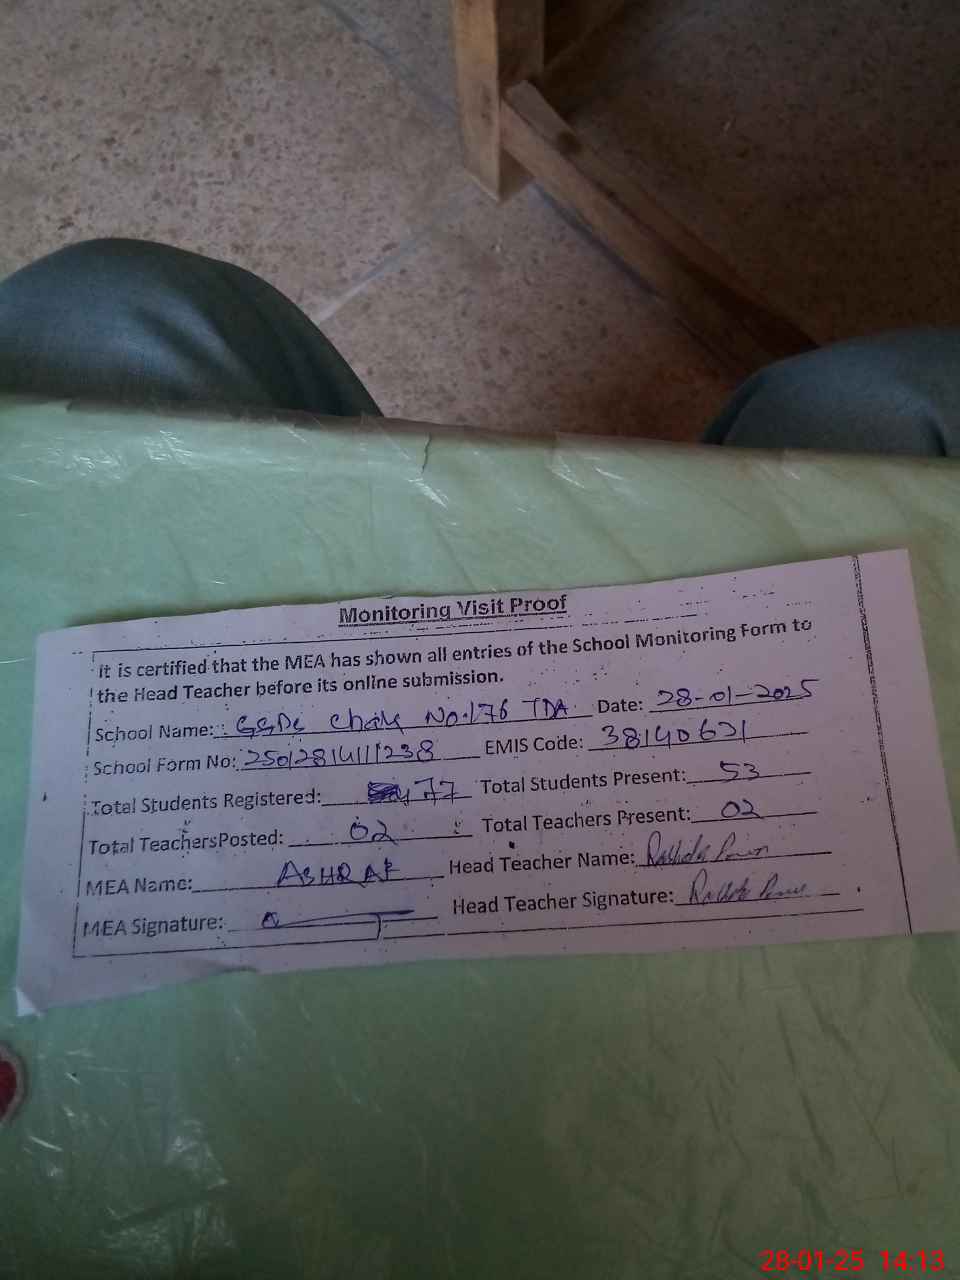 Monitoring Visit Proof
It is certified that the MEA has shown all entries of the School Monitoring Form to
the Head Teacher before its online submission.
School Name: GGPS Chak No.176 TDA Date: 28-01-2025
School Form No: 250128141111238 EMIS Code: 38140621
Total Students Registered: 77 Total Students Present: 53
Total TeachersPosted: 02 Total Teachers Present: 02
MEA Name: ASHRAF Head Teacher Name:
MEA Signature: Head Teacher Signature:
28-01-25 14:13